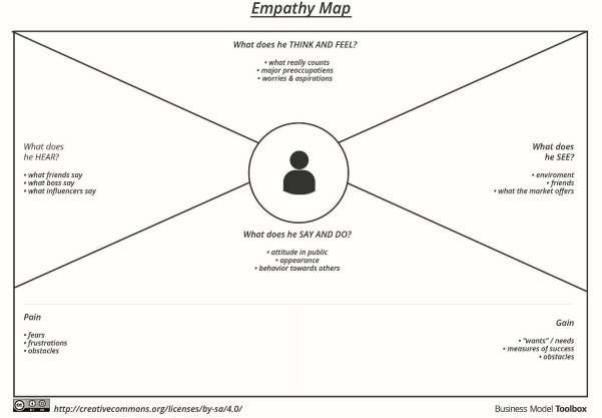 Empathy Map
What does he THINK AND FEEL?
• what really counts
• major preoccupations
• worries & aspirations
What does
he HEAR?
• what friends say
• what boss say
• what influencers say
What does
he SEE?
• enviroment
• friends
• what the market offers
What does he SAY AND DO?
• attitude in public
• appearance
• behavior towards others
Pain
• fears
• frustrations
• obstacles
Gain
• "wants" / needs
• measures of success
• obstacles
http://creativecommons.org/licenses/by-sa/4.0/
Business Model Toolbox